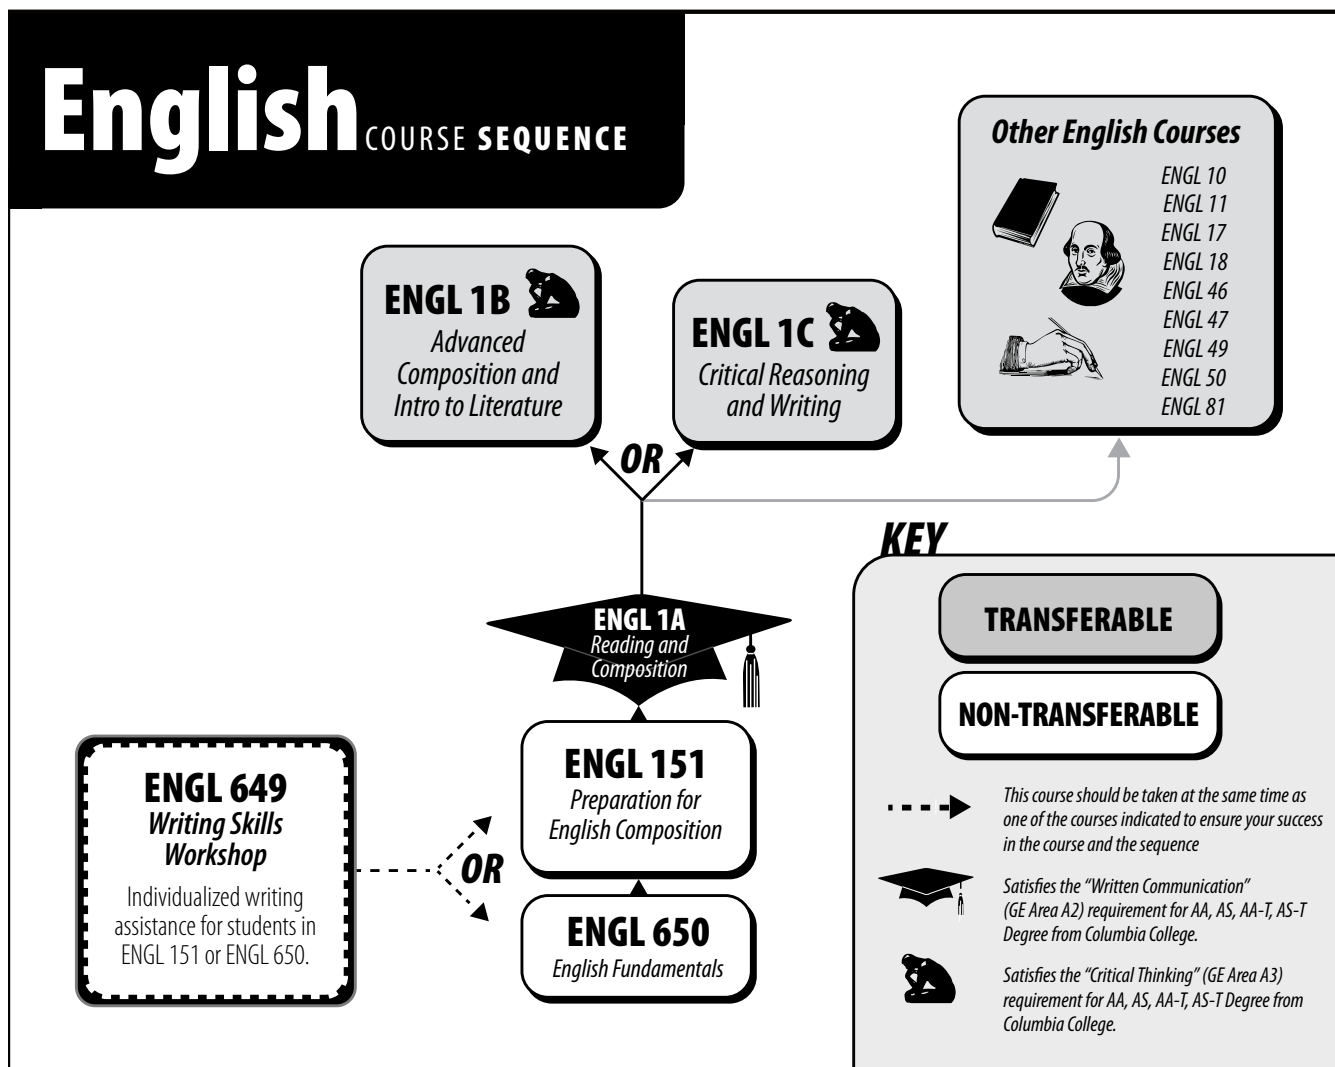 English COURSE SEQUENCE
Other English Courses
ENGL 10
ENGL 11
ENGL 17
ENGL 18
ENGL 46
ENGL 47
ENGL 49
ENGL 50
ENGL 81
ENGL 1B
Advanced
Composition and
Intro to Literature
ENGL 1C
Critical Reasoning
and Writing
OR
ENGL 1A
Reading and
Composition
ENGL 151
Preparation for
English Composition
ENGL 650
English Fundamentals
OR
ENGL 649
Writing Skills
Workshop
Individualized writing
assistance for students in
ENGL 151 or ENGL 650.
KEY
TRANSFERABLE
NON-TRANSFERABLE
This course should be taken at the same time as
one of the courses indicated to ensure your success
in the course and the sequence
Satisfies the “Written Communication”
(GE Area A2) requirement for AA, AS, AA-T, AS-T
Degree from Columbia College.
Satisfies the “Critical Thinking” (GE Area A3)
requirement for AA, AS, AA-T, AS-T Degree from
Columbia College.